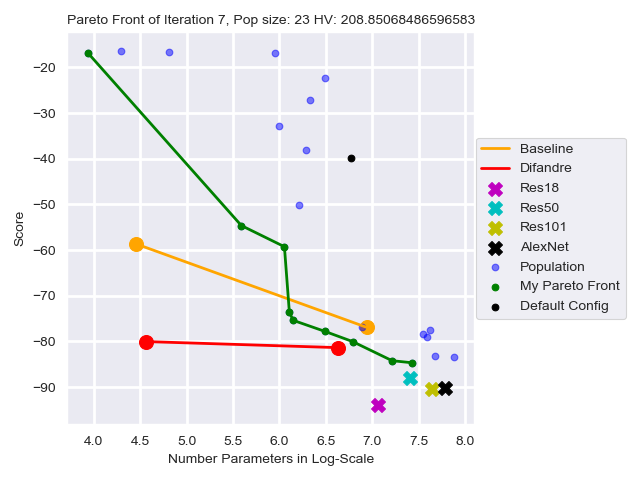 Pareto Front of Iteration 7, Pop size: 23 HV: 208.85068486596583
−20
−30
−40
−50
−60
−70
−80
−90
Score
4.0 4.5 5.0 5.5 6.0 6.5 7.0 7.5 8.0
Number Parameters in Log-Scale
Baseline
Difandre
Res18
Res50
Res101
AlexNet
Population
My Pareto Front
Default Config